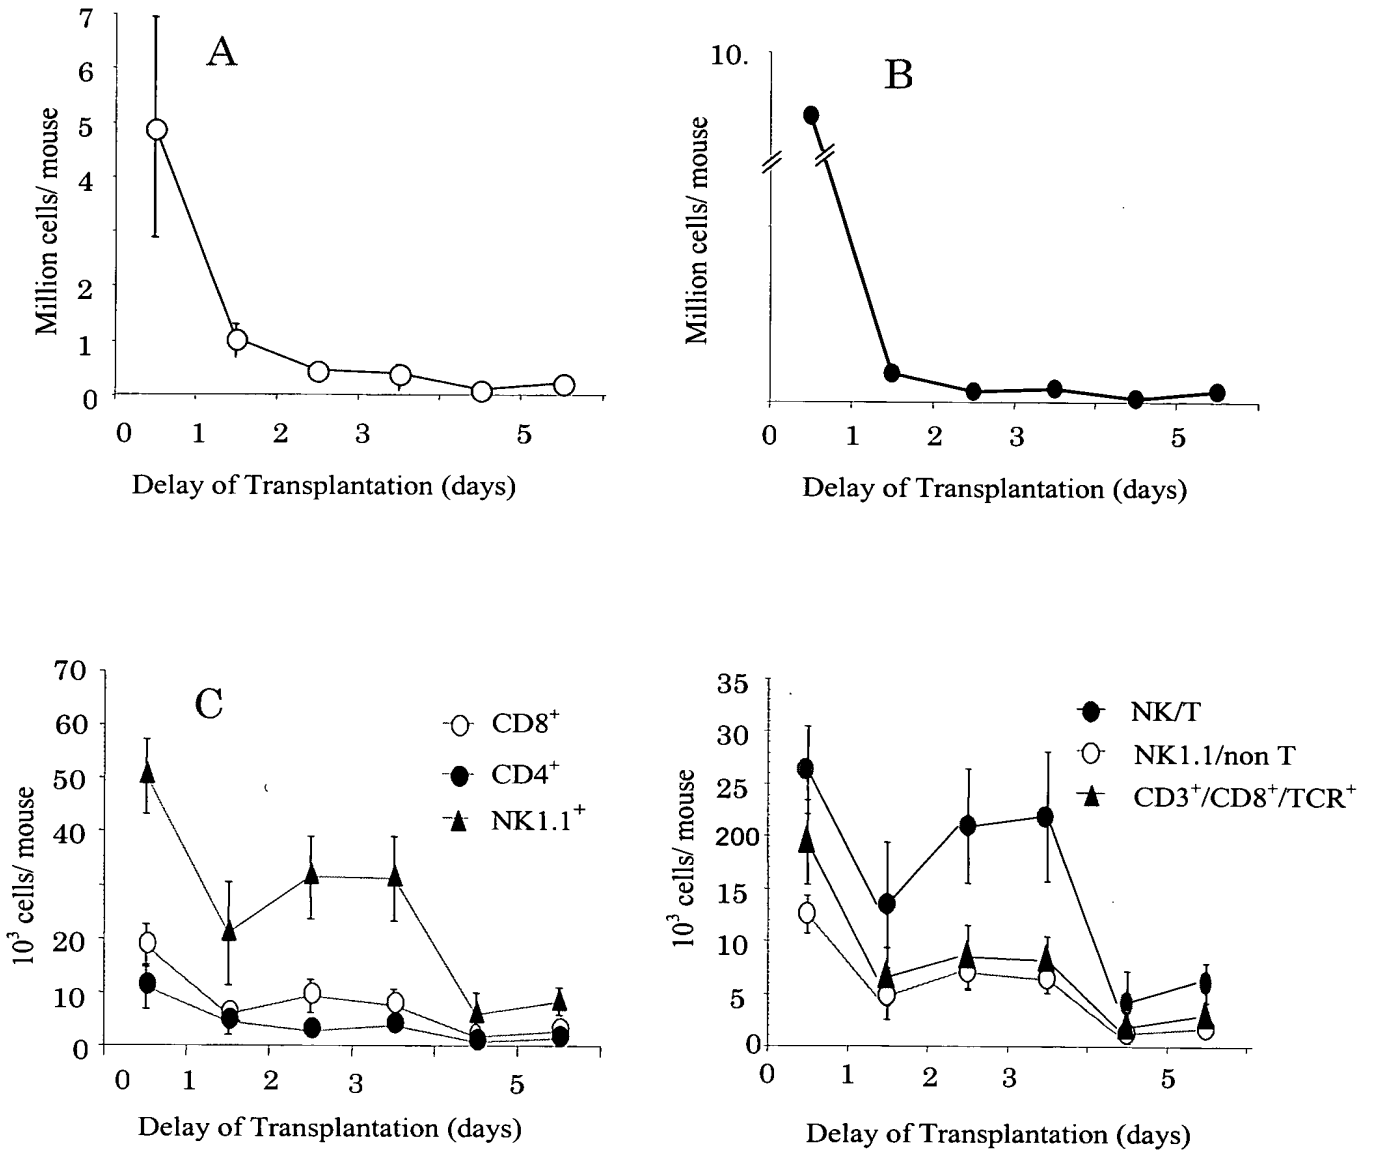 A
Million cells/ mouse
7
6
5
4
2
1
0
0 1 2 3 5
Delay of Transplantation (days)
B
Million cells/ mouse
10.
0 1 2 3 5
Delay of Transplantation (days)
C
10³ cells/ mouse
70
60
50
40
20
10
0
CD8⁺
CD4⁺
NK1.1⁺
0 1 2 3 5
Delay of Transplantation (days)
10³ cells/ mouse
35
30
25
200
15
10
5
0
NK/T
NK1.1/non T
CD3⁺/CD8⁺/TCR⁺
0 1 2 3 5
Delay of Transplantation (days)